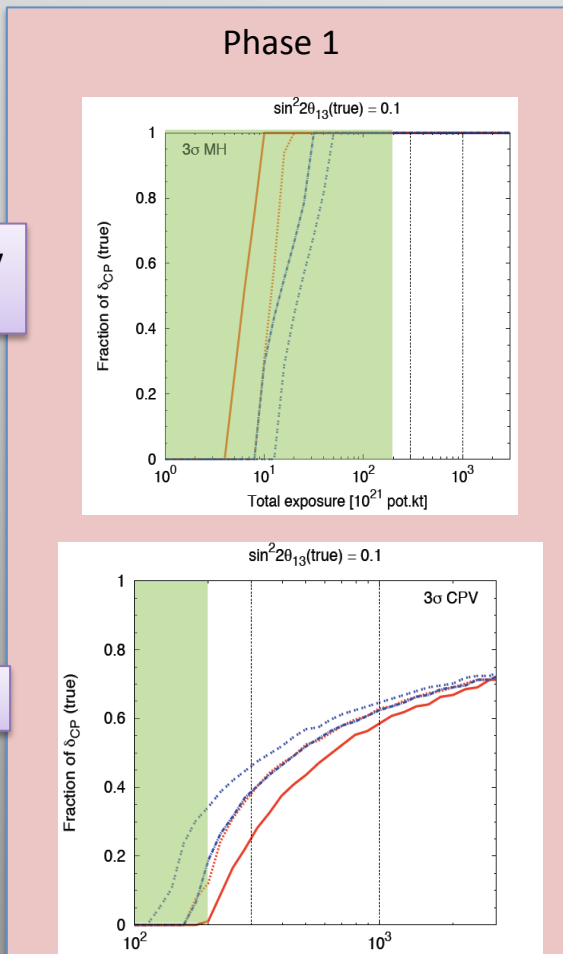 Phase 1
sin²2θ₁₃(true) = 0.1
3σ MH
Fraction of δ_CP (true)
1
0.8
0.6
0.4
0.2
0
10⁰
10¹
10²
10³
Total exposure [10²¹ pot.kt]
sin²2θ₁₃(true) = 0.1
3σ CPV
Fraction of δ_CP (true)
1
0.8
0.6
0.4
0.2
0
10²
10³